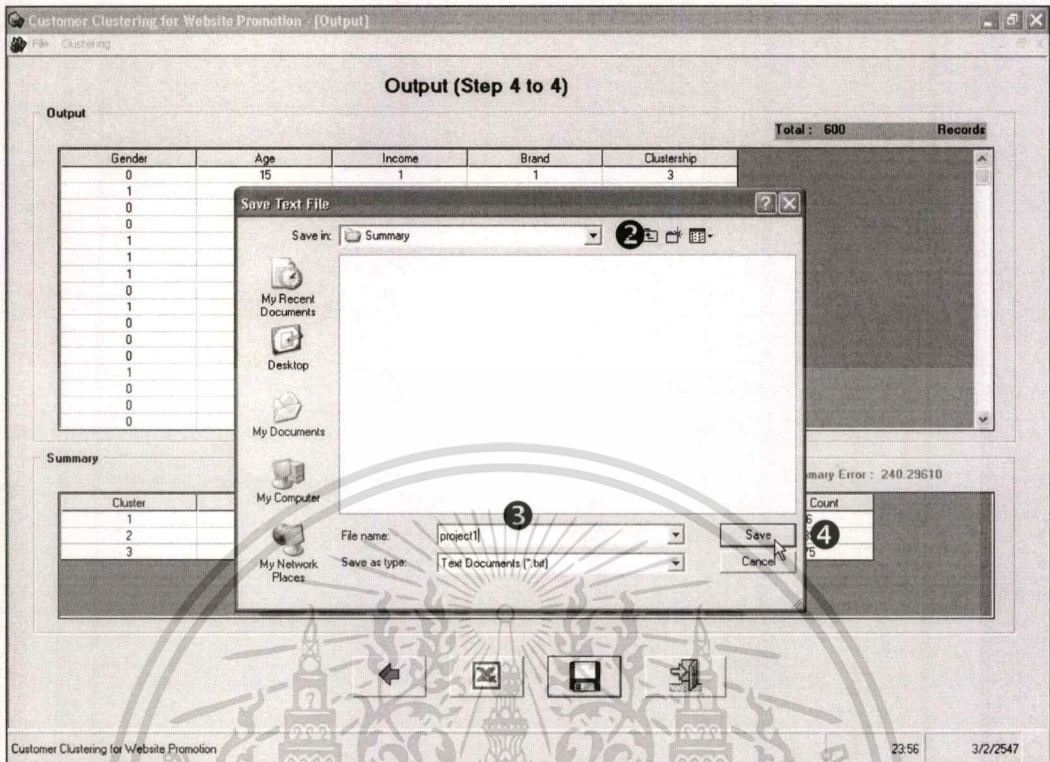 Customer Clustering for Website Promotion - [Output]
File Clustering
Output (Step 4 to 4)
Output
Total : 600 Records
Gender Age Income Brand Clustership
0 15 1 1 3
1
0
0
1
1
1
0
1
0
0
0
1
0
0
0
Save Text File
Save in: Summary
2
My Recent Documents
Desktop
My Documents
My Computer
My Network Places
3
File name: project1
Save
4
Save as type: Text Documents (*.txt)
Cancel
Summary
mary Error : 240.29610
Cluster Count
1
2
3
Customer Clustering for Website Promotion 23:56 3/2/2547